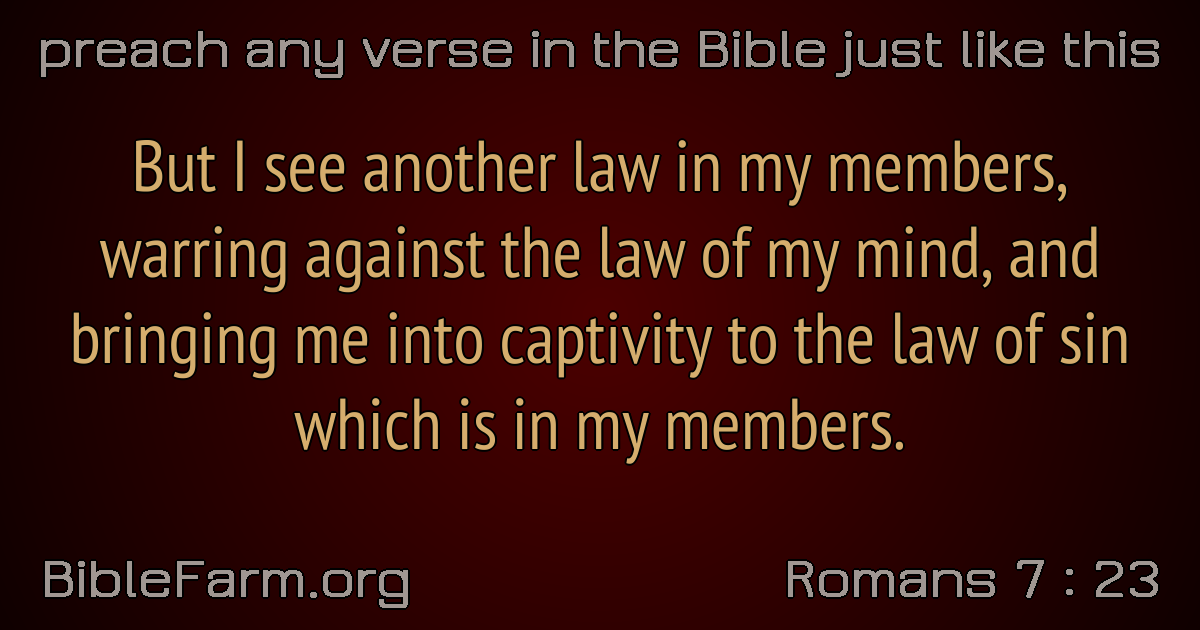 preach any verse in the Bible just like this
But I see another law in my members,
warring against the law of my mind, and
bringing me into captivity to the law of sin
which is in my members.
BibleFarm.org
Romans 7 : 23